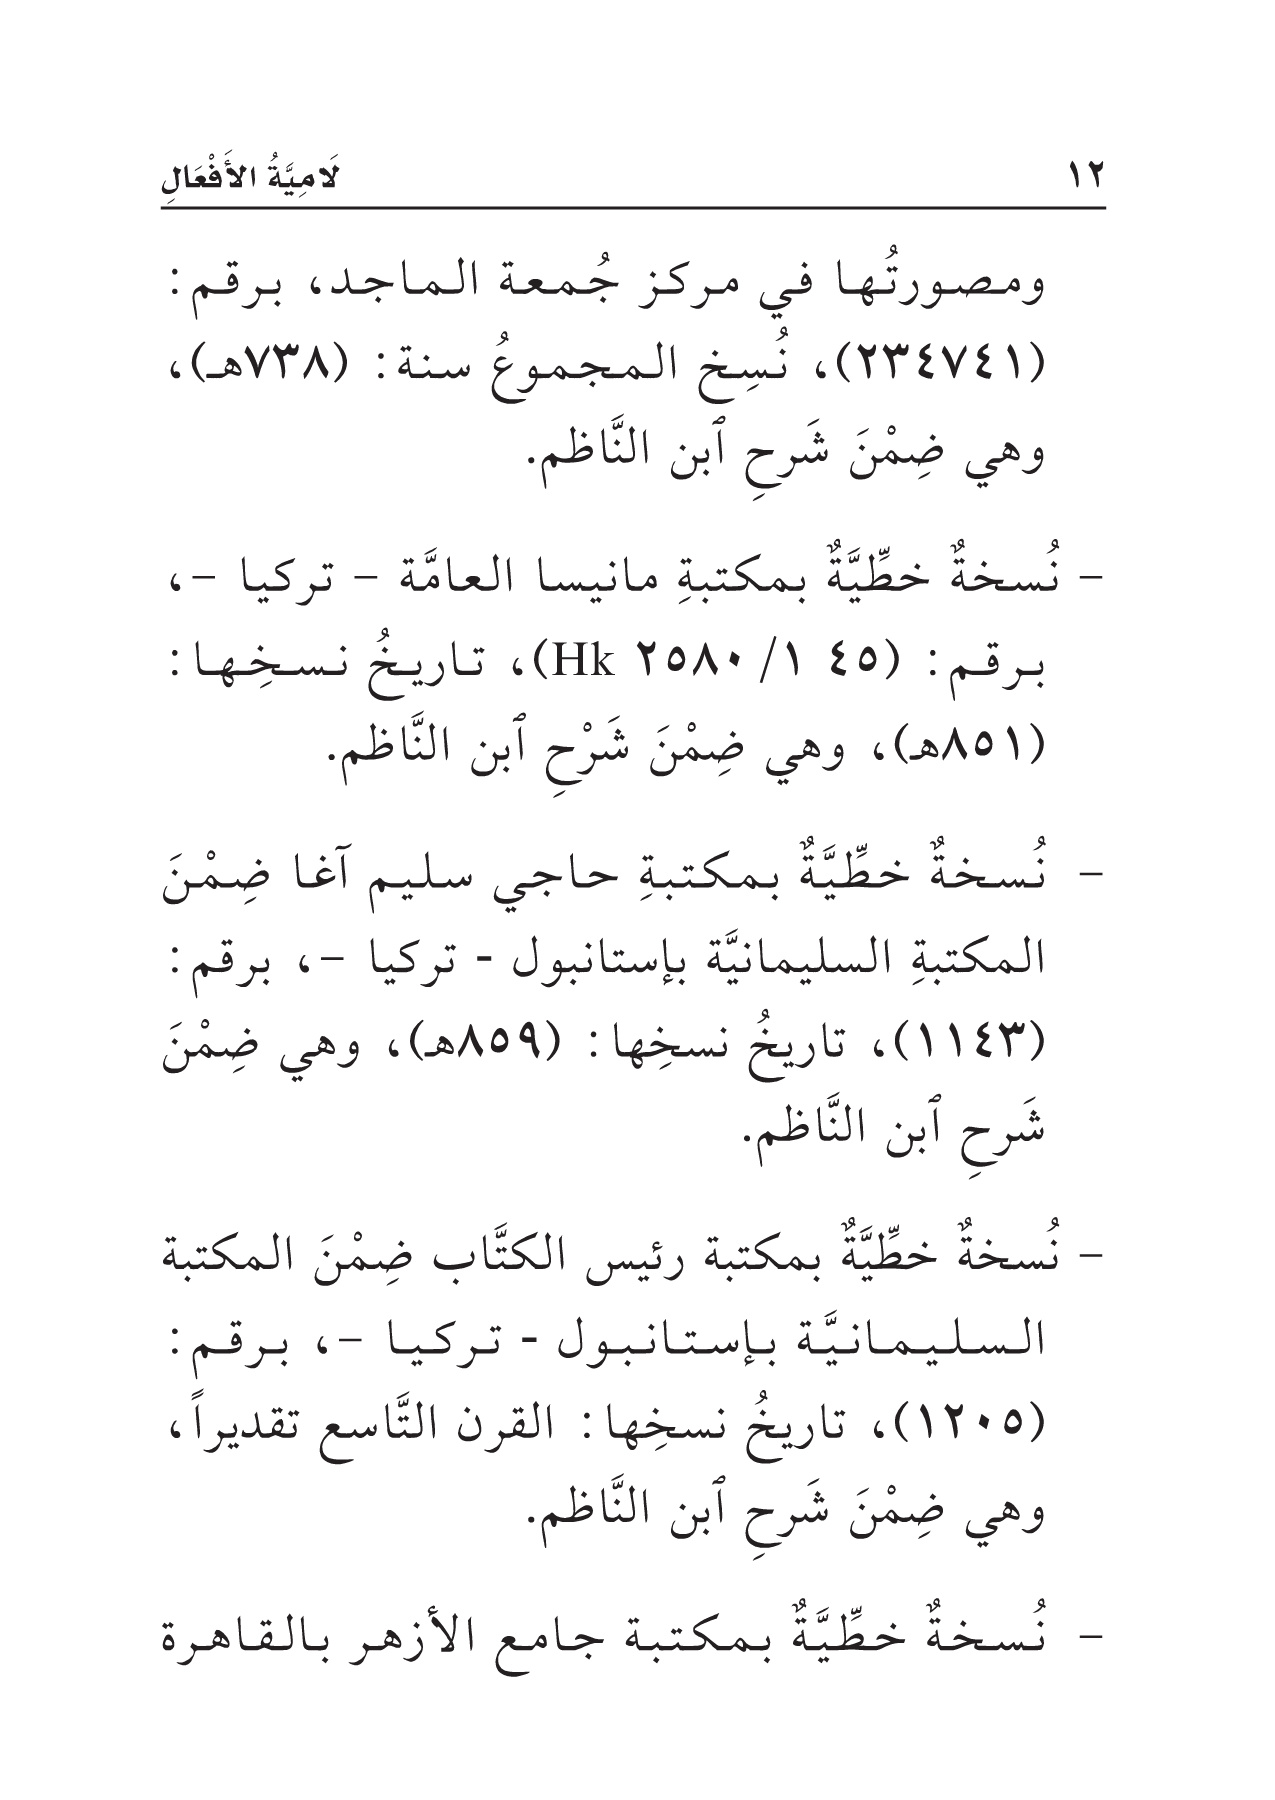 ١٢ لَامِيَّةُ الأَفْعَالِ
ومصورتُها في مركز جُمعة الماجد، برقم:
(٢٣٤٧٤١)، نُسِخ المجموعُ سنة: (٧٣٨هـ)،
وهي ضِمْنَ شَرحِ ٱبن النَّاظم.
– نُسخةٌ خطِّيَّةٌ بمكتبةِ مانيسا العامَّة – تركيا –،
برقم: (٤٥ Hk ٢٥٨٠/١)، تاريخُ نسخِها:
(٨٥١هـ)، وهي ضِمْنَ شَرْحِ ٱبن النَّاظم.
– نُسخةٌ خطِّيَّةٌ بمكتبةِ حاجي سليم آغا ضِمْنَ
المكتبةِ السليمانيَّة بإستانبول - تركيا –، برقم:
(١١٤٣)، تاريخُ نسخِها: (٨٥٩هـ)، وهي ضِمْنَ
شَرحِ ٱبن النَّاظم.
– نُسخةٌ خطِّيَّةٌ بمكتبة رئيس الكتَّاب ضِمْنَ المكتبة
السليمانيَّة بإستانبول - تركيا –، برقم:
(١٢٠٥)، تاريخُ نسخِها: القرن التَّاسع تقديراً،
وهي ضِمْنَ شَرحِ ٱبن النَّاظم.
– نُسخةٌ خطِّيَّةٌ بمكتبة جامع الأزهر بالقاهرة